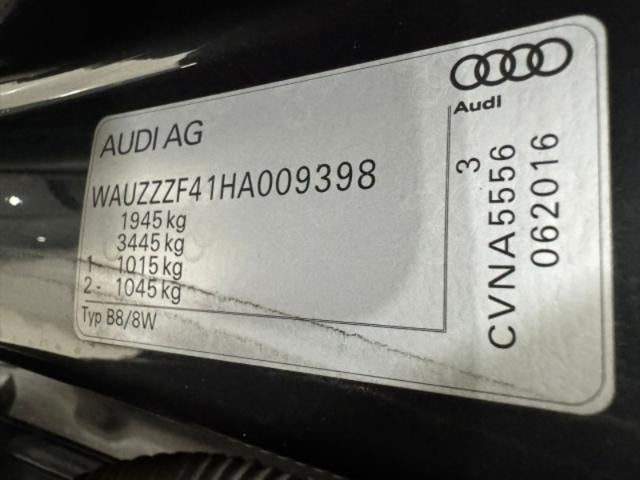 AUDI AG
WAUZZZF41HA009398
1945 kg
3445 kg
1 - 1015 kg
2 - 1045 kg
Typ B8/8W
Audi
3
CVNA5556
062016